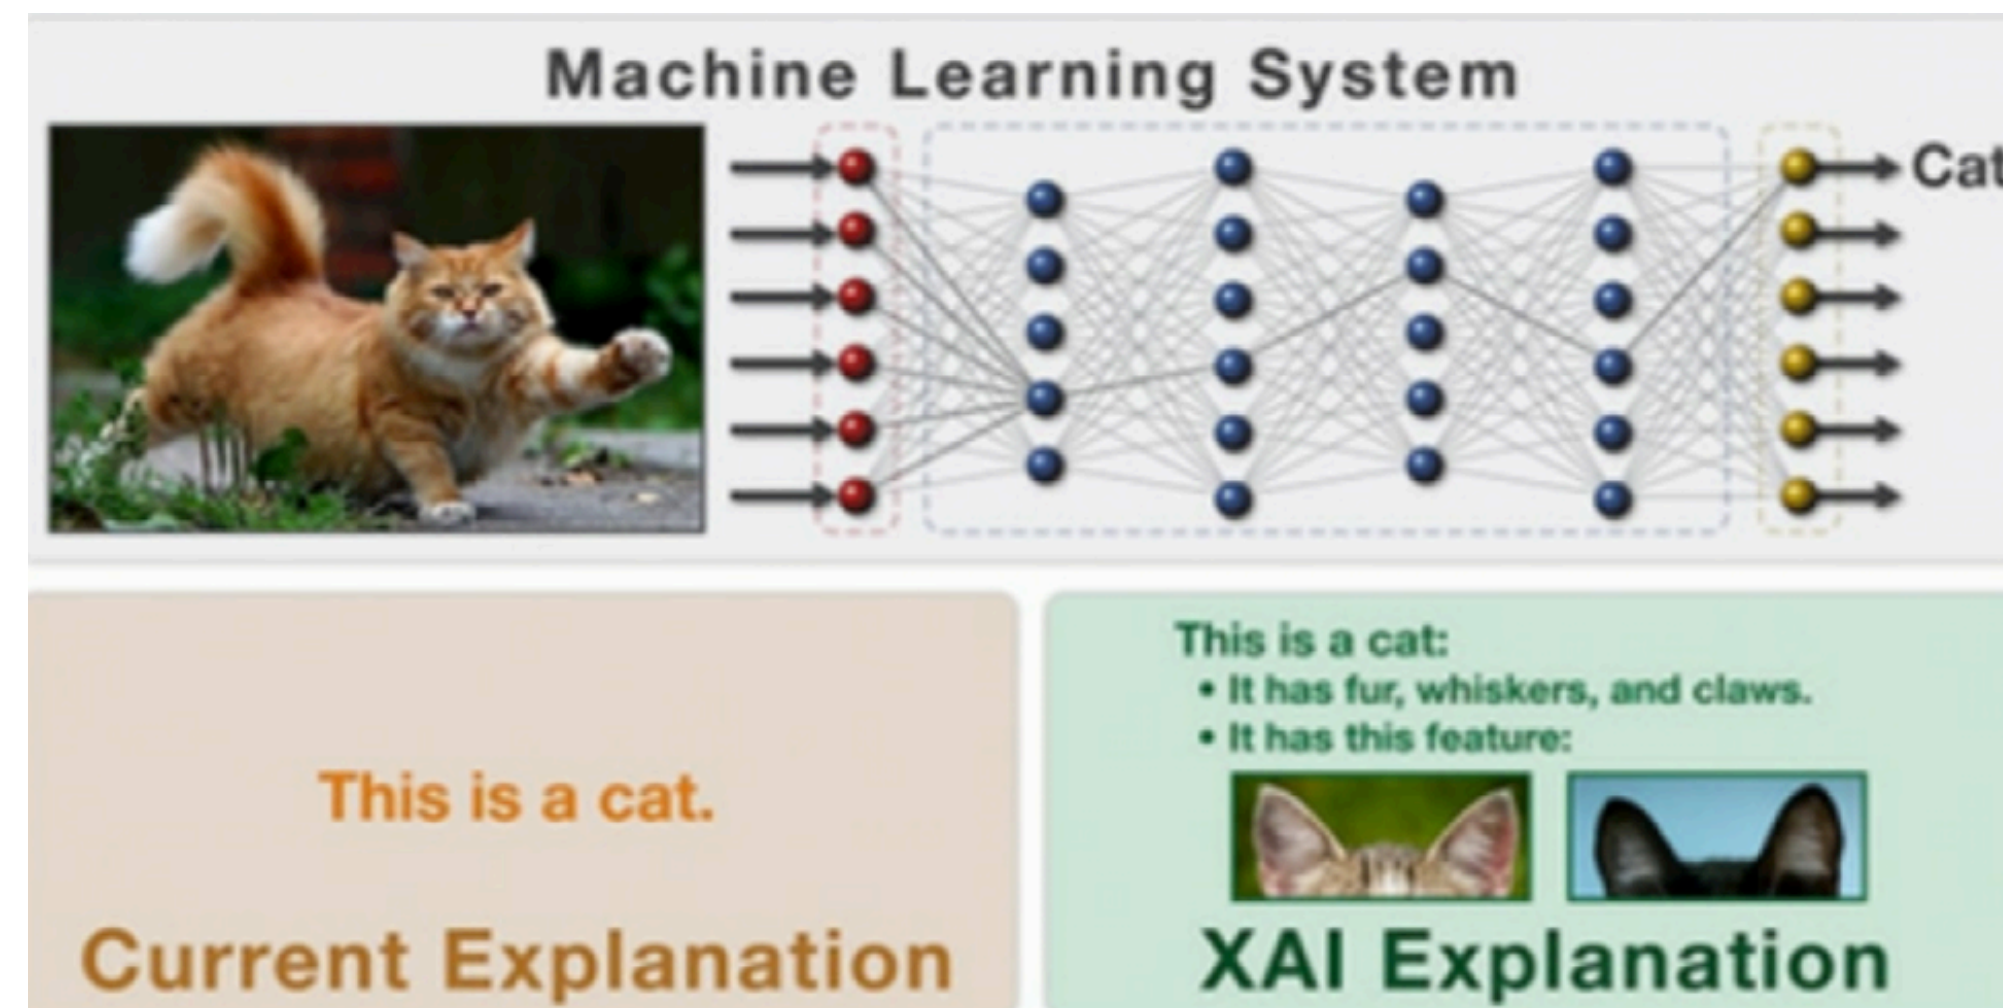 Machine Learning System
Cat
This is a cat.
Current Explanation
This is a cat:
• It has fur, whiskers, and claws.
• It has this feature:
XAI Explanation